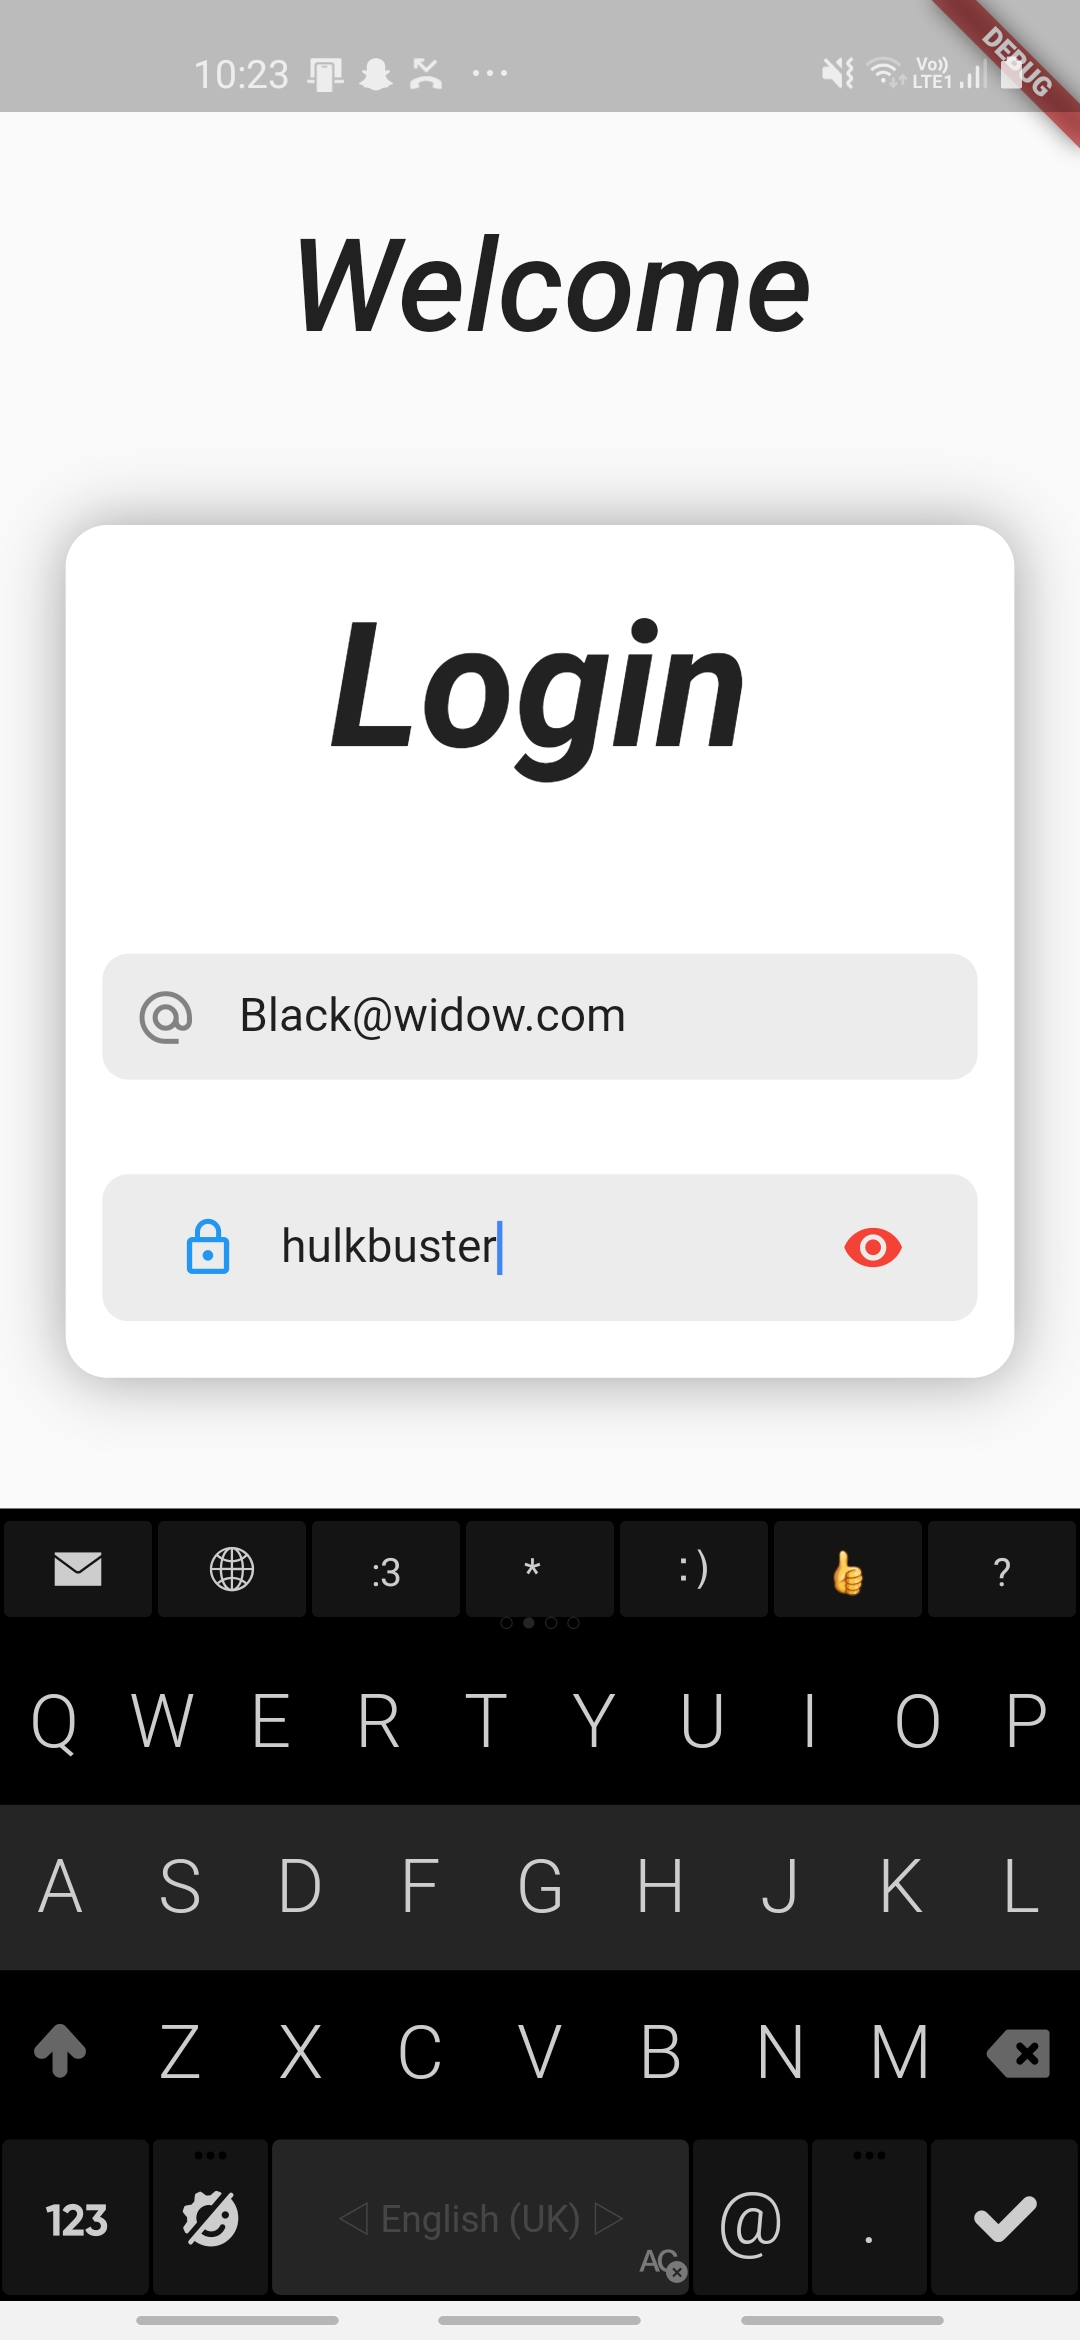 10:23
Vo))
LTE1
DEBUG
Welcome
Login
Black@widow.com
hulkbuster
:3 * :) ?
Q W E R T Y U I O P
A S D F G H J K L
Z X C V B N M
123 English (UK) AC @ .